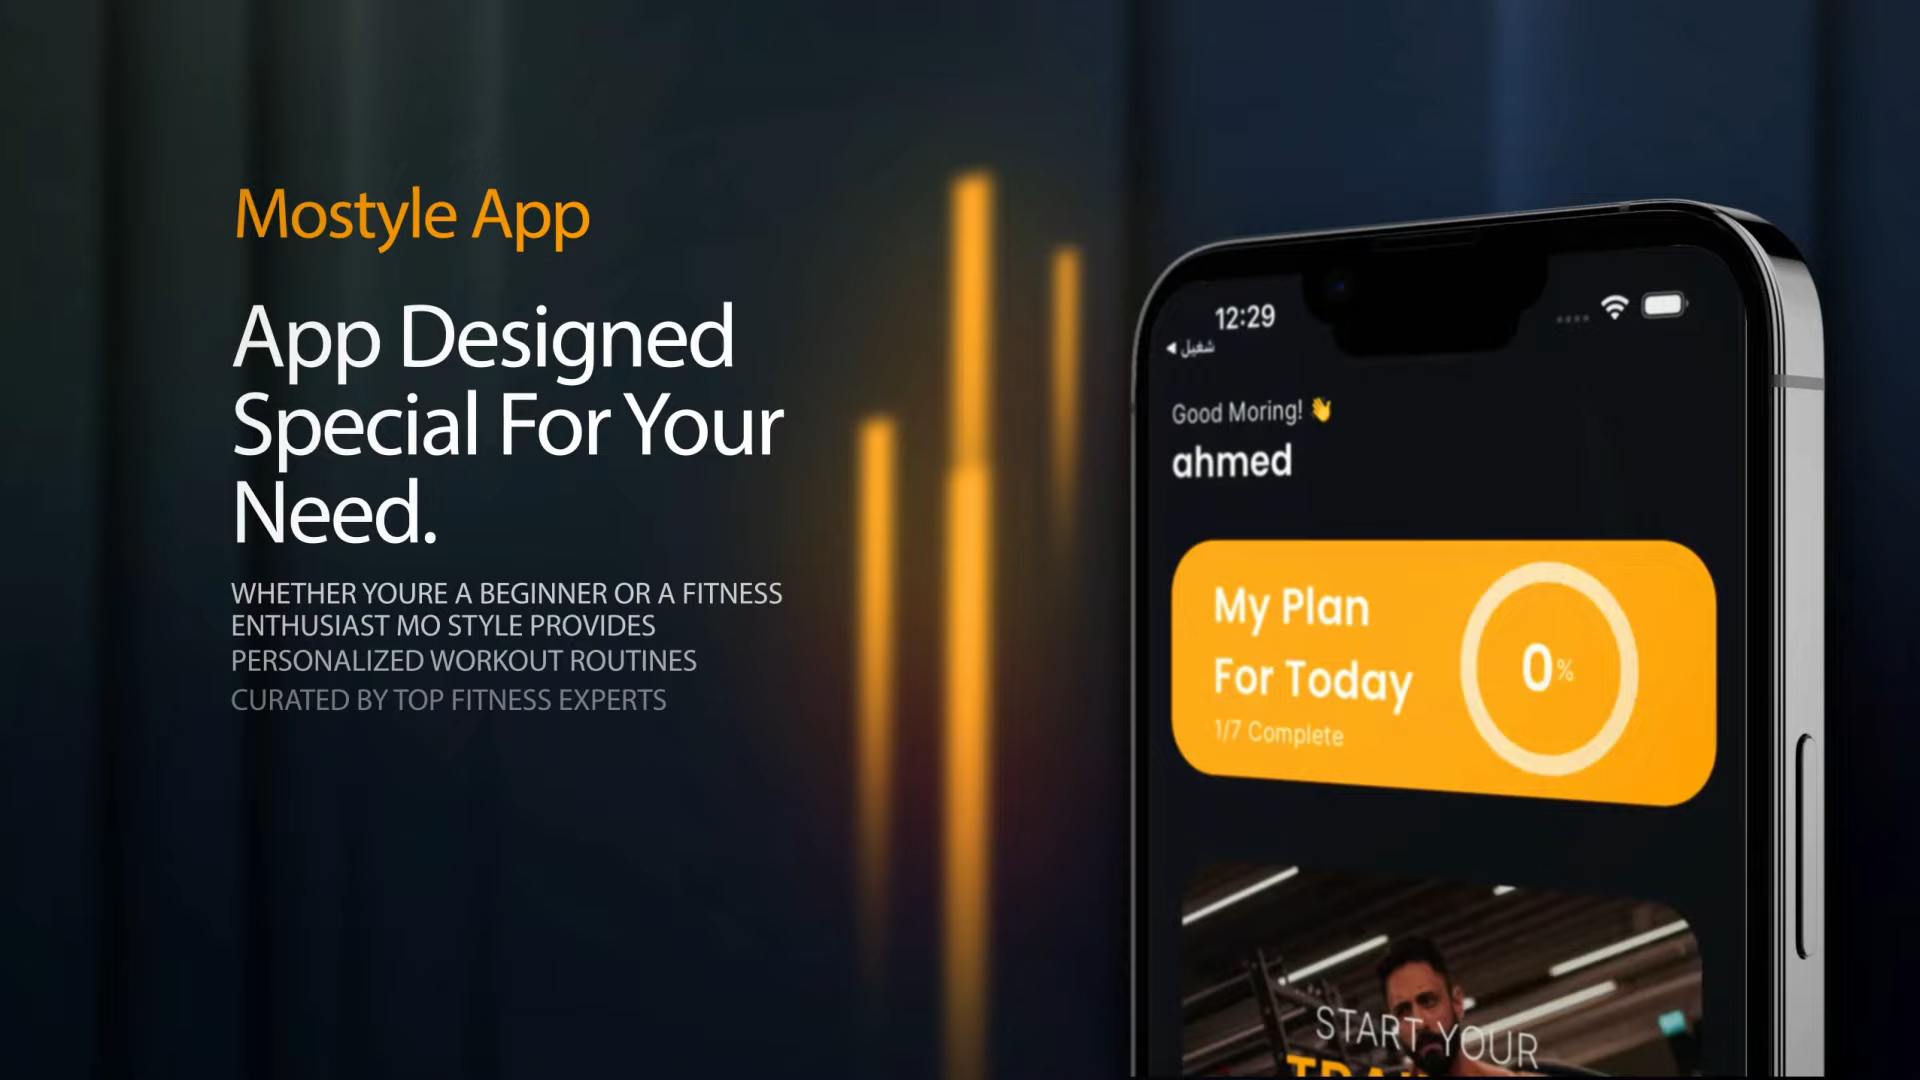 Mostyle App
App Designed
Special For Your
Need.
WHETHER YOURE A BEGINNER OR A FITNESS
ENTHUSIAST MO STYLE PROVIDES
PERSONALIZED WORKOUT ROUTINES
CURATED BY TOP FITNESS EXPERTS
12:29
◀ شغيل
Good Moring! 👋
ahmed
My Plan
For Today
1/7 Complete
0%
START YOUR